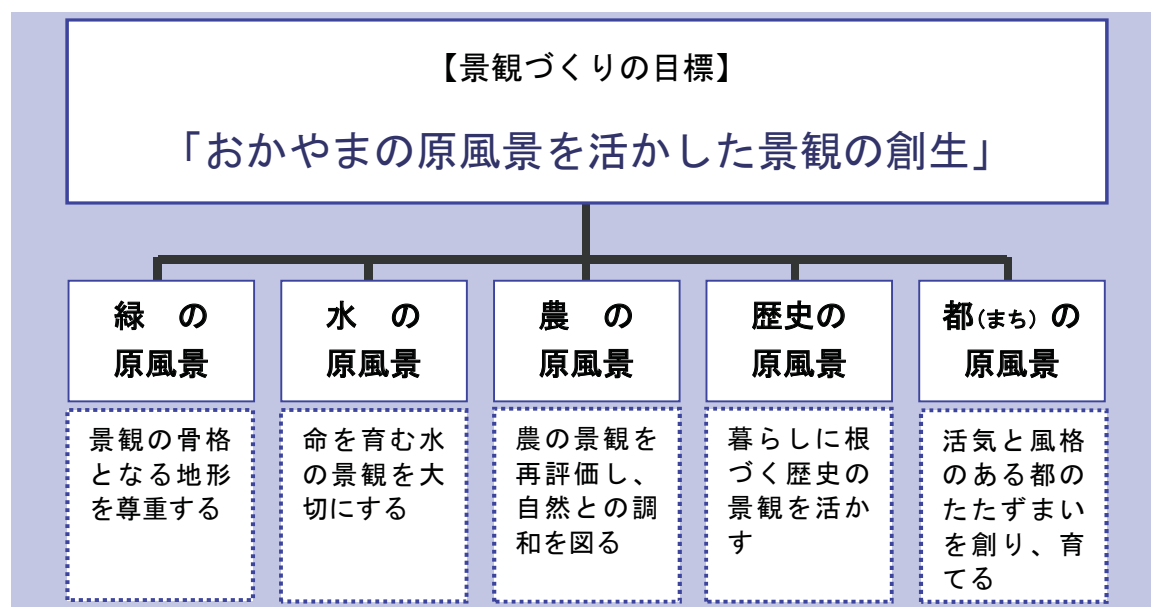 【景観づくりの目標】
「おかやまの原風景を活かした景観の創生」
緑 の
原風景
水 の
原風景
農 の
原風景
歴史の
原風景
都(まち) の
原風景
景観の骨格
となる地形
を尊重する
命を育む水
の景観を大
切にする
農の景観を
再評価し、
自然との調
和を図る
暮らしに根
づく歴史の
景観を活か
す
活気と風格
のある都の
たたずまい
を創り、育
てる